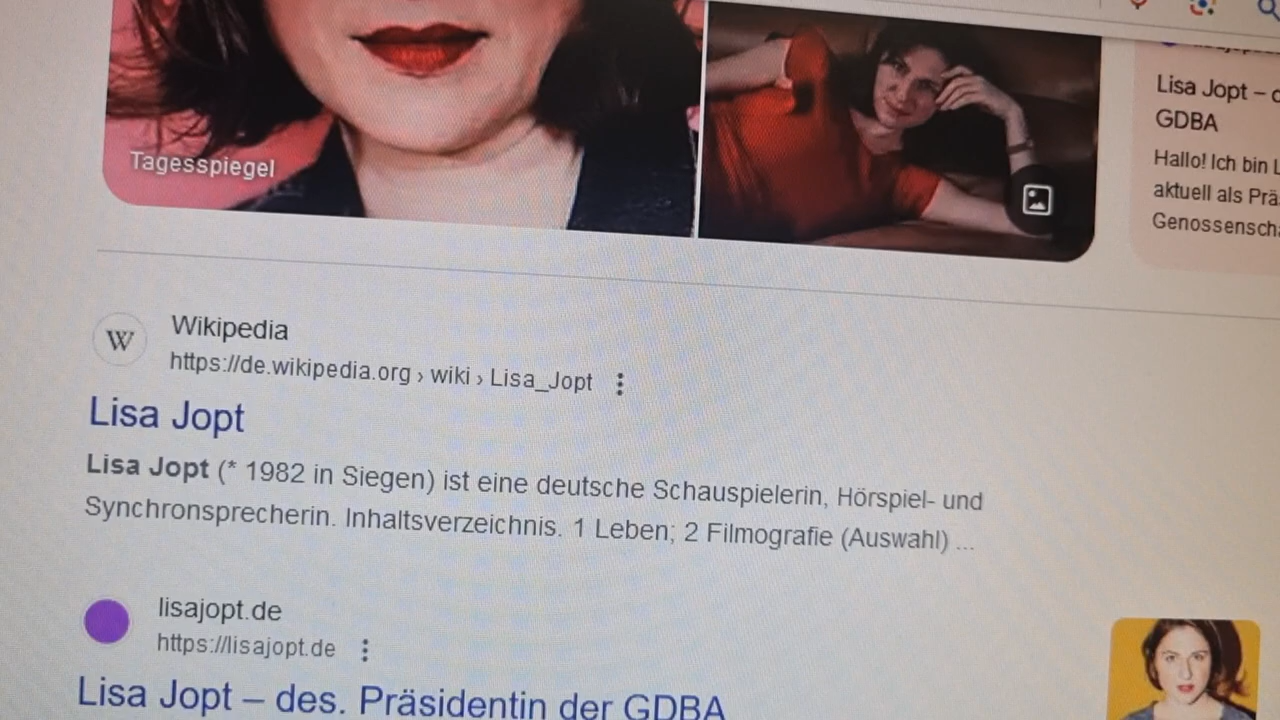 Tagesspiegel
Lisa Jopt –
GDBA
Hallo! Ich bin
aktuell als
Wikipedia
https://de.wikipedia.org › wiki › Lisa_Jopt
Lisa Jopt
Lisa Jopt (* 1982 in Siegen) ist eine deutsche Schauspielerin, Hörspiel- und
Synchronsprecherin. Inhaltsverzeichnis. 1 Leben; 2 Filmografie (Auswahl) ...
lisajopt.de
https://lisajopt.de
Lisa Jopt – des. Präsidentin der GDBA